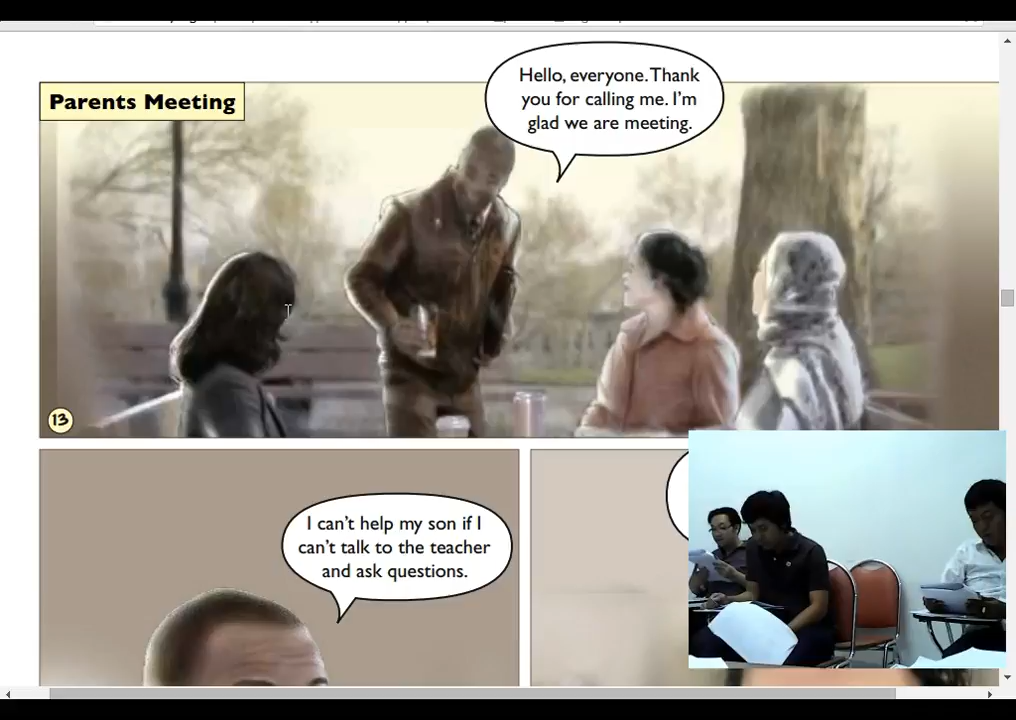 Parents Meeting
Hello, everyone. Thank
you for calling me. I'm
glad we are meeting.
13
I can't help my son if I
can't talk to the teacher
and ask questions.